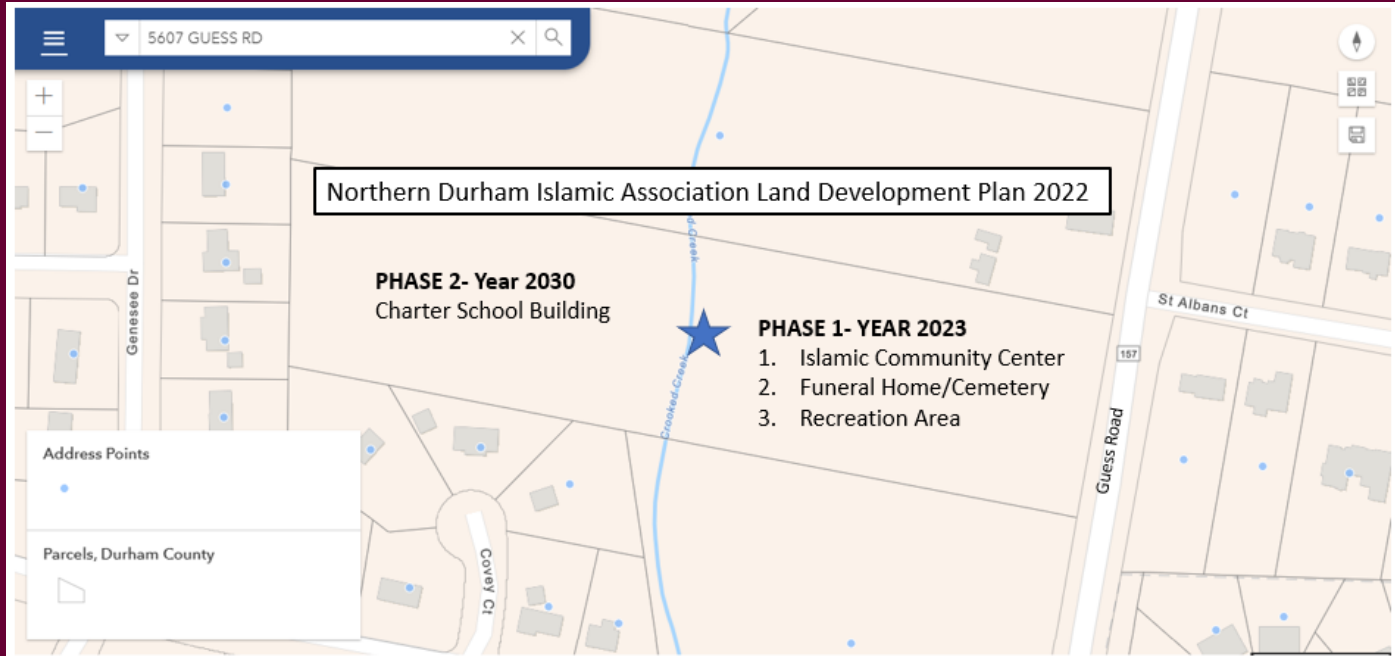 5607 GUESS RD
Northern Durham Islamic Association Land Development Plan 2022
PHASE 2- Year 2030
Charter School Building
PHASE 1- YEAR 2023
1. Islamic Community Center
2. Funeral Home/Cemetery
3. Recreation Area
Genesee Dr
Crooked Creek
St Albans Ct
157
Guess Road
Covey Ct
Address Points
Parcels, Durham County